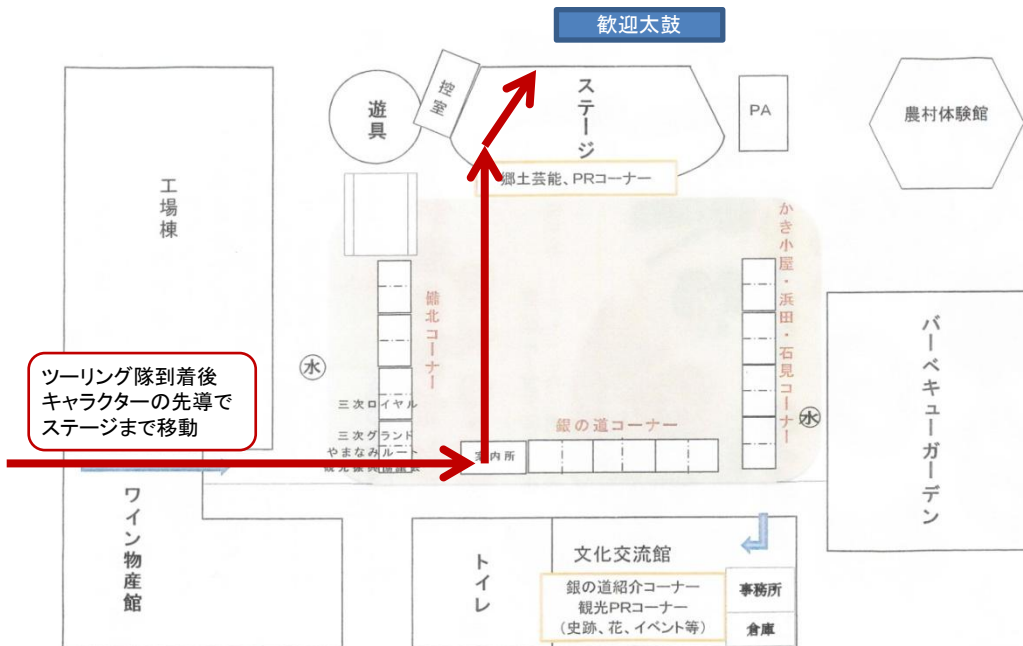 歓迎太鼓
控室
ステージ
遊具
PA
農村体験館
郷土芸能、PRコーナー
工場棟
かき小屋・浜田・石見コーナー
備北コーナー
バーベキューガーデン
水
ツーリング隊到着後
キャラクターの先導で
ステージまで移動
三次ロイヤル
水
銀の道コーナー
三次グランド
やまなみルート
案内所
ワイン物産館
トイレ
文化交流館
銀の道紹介コーナー
観光PRコーナー
(史跡、花、イベント等)
事務所
倉庫